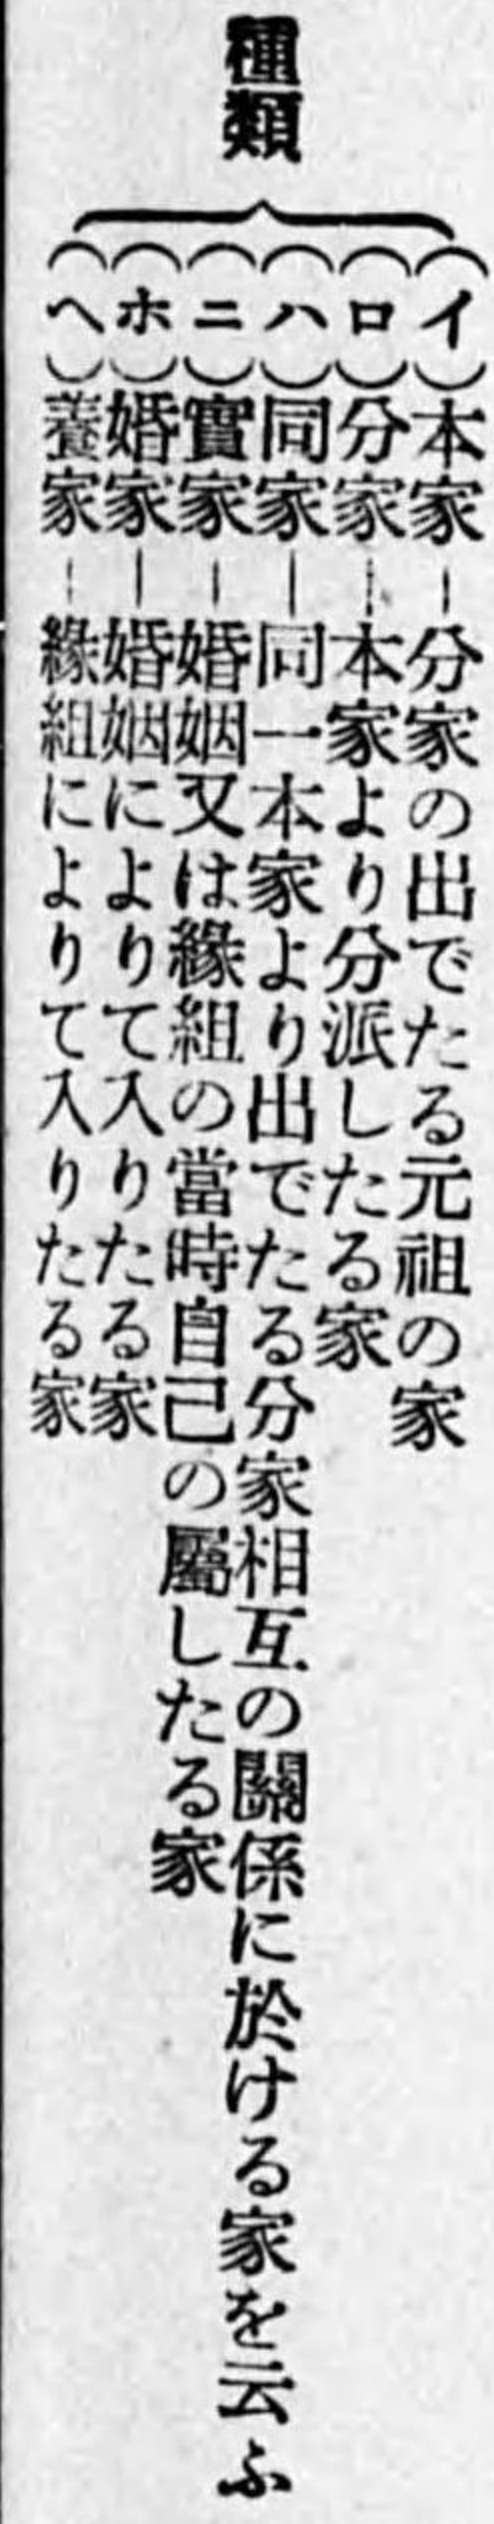 種類
(イ)本家―分家の出でたる元祖の家
(ロ)分家―本家より分派したる家
(ハ)同家―同一本家より出でたる分家相互の關係に於ける家を云ふ
(ニ)實家―婚姻又は緣組の當時自己の屬したる家
(ホ)婚家―婚姻によりて入りたる家
(ヘ)養家―緣組によりて入りたる家